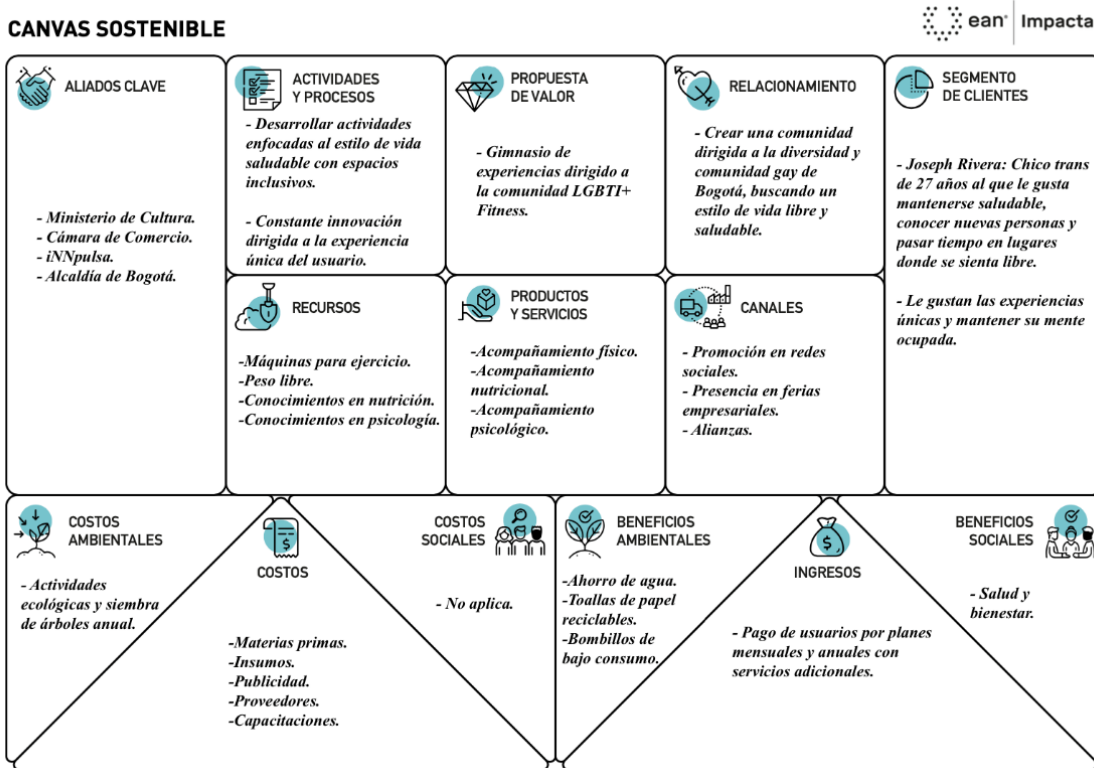 CANVAS SOSTENIBLE
ean®
Impacta
ALIADOS CLAVE
- Ministerio de Cultura.
- Cámara de Comercio.
- iNNpulsa.
- Alcaldía de Bogotá.
ACTIVIDADES
Y PROCESOS
- Desarrollar actividades
enfocadas al estilo de vida
saludable con espacios
inclusivos.
- Constante innovación
dirigida a la experiencia
única del usuario.
RECURSOS
-Máquinas para ejercicio.
-Peso libre.
-Conocimientos en nutrición.
-Conocimientos en psicología.
PROPUESTA
DE VALOR
- Gimnasio de
experiencias dirigido a
la comunidad LGBTI+
Fitness.
PRODUCTOS
Y SERVICIOS
-Acompañamiento físico.
-Acompañamiento
nutricional.
-Acompañamiento
psicológico.
RELACIONAMIENTO
- Crear una comunidad
dirigida a la diversidad y
comunidad gay de
Bogotá, buscando un
estilo de vida libre y
saludable.
CANALES
- Promoción en redes
sociales.
- Presencia en ferias
empresariales.
- Alianzas.
SEGMENTO
DE CLIENTES
- Joseph Rivera: Chico trans
de 27 años al que le gusta
mantenerse saludable,
conocer nuevas personas y
pasar tiempo en lugares
donde se sienta libre.
- Le gustan las experiencias
únicas y mantener su mente
ocupada.
COSTOS
AMBIENTALES
- Actividades
ecológicas y siembra
de árboles anual.
COSTOS
-Materias primas.
-Insumos.
-Publicidad.
-Proveedores.
-Capacitaciones.
COSTOS
SOCIALES
- No aplica.
BENEFICIOS
AMBIENTALES
-Ahorro de agua.
-Toallas de papel
reciclables.
-Bombillos de
bajo consumo.
INGRESOS
- Pago de usuarios por planes
mensuales y anuales con
servicios adicionales.
BENEFICIOS
SOCIALES
- Salud y
bienestar.